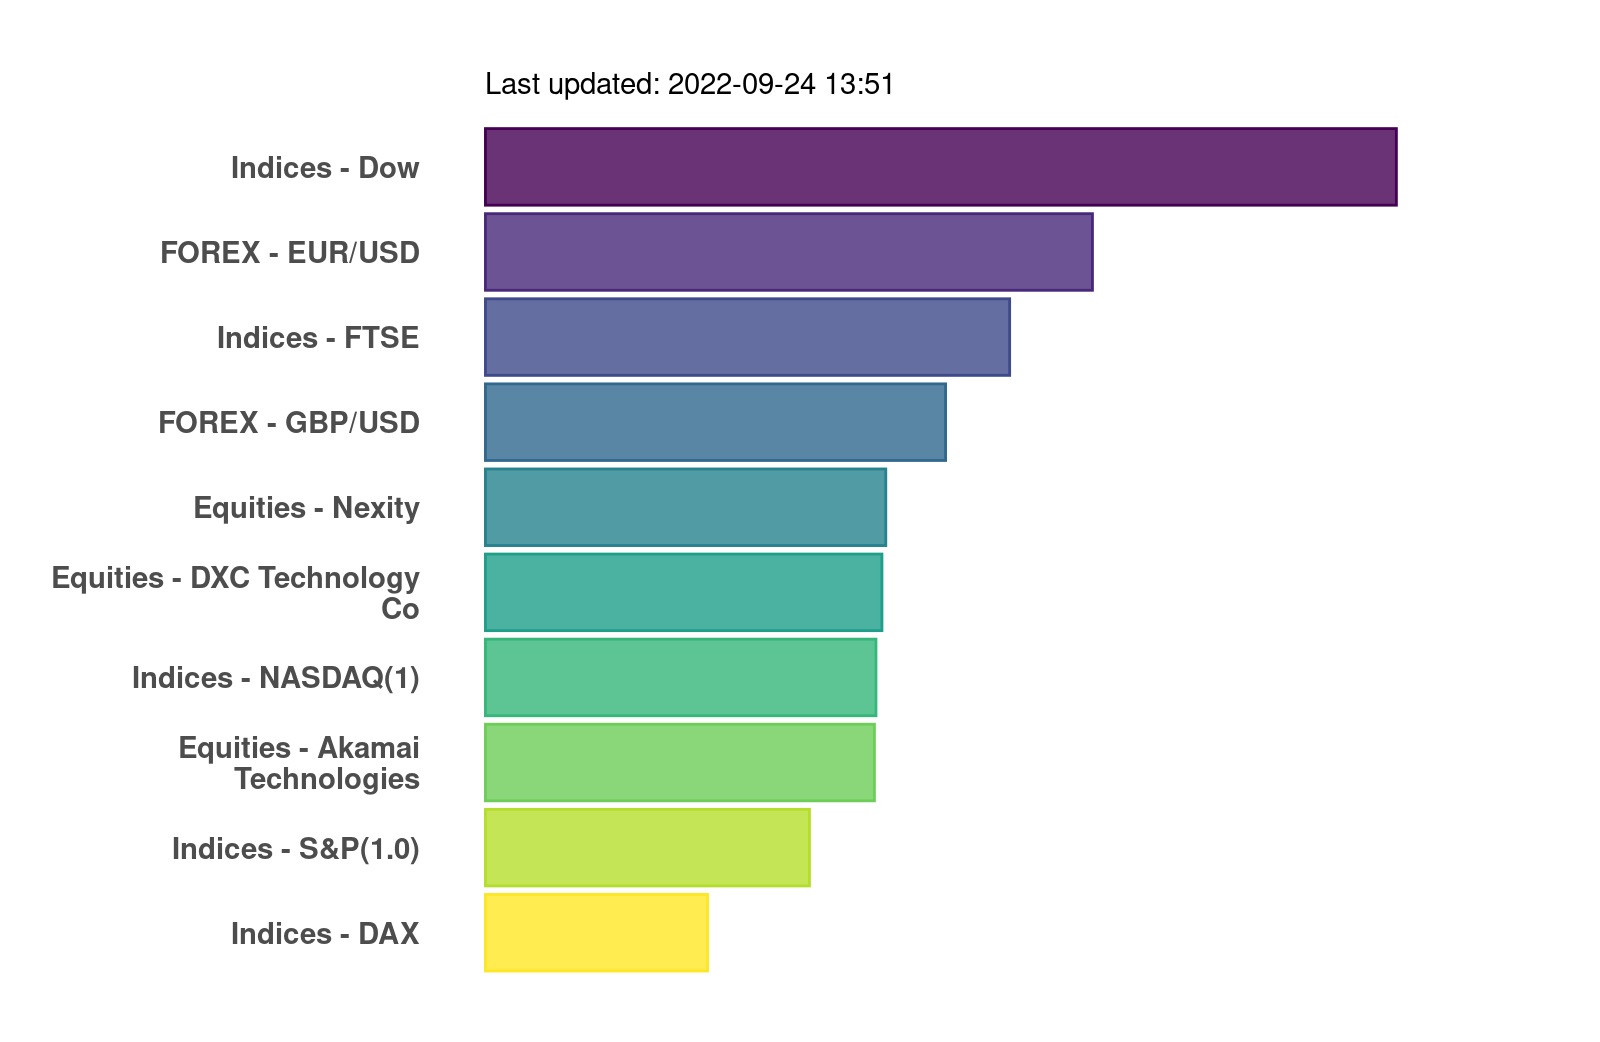 Last updated: 2022-09-24 13:51
Indices - Dow
FOREX - EUR/USD
Indices - FTSE
FOREX - GBP/USD
Equities - Nexity
Equities - DXC Technology
Co
Indices - NASDAQ(1)
Equities - Akamai
Technologies
Indices - S&P(1.0)
Indices - DAX